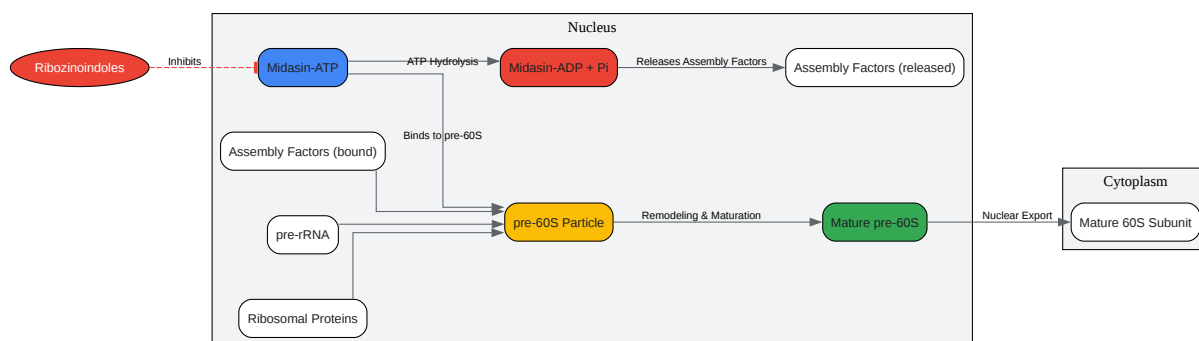 Nucleus
Ribozinoindoles
Inhibits
Midasin-ATP
ATP Hydrolysis
Midasin-ADP + Pi
Releases Assembly Factors
Assembly Factors (released)
Binds to pre-60S
Assembly Factors (bound)
Cytoplasm
pre-rRNA
pre-60S Particle
Remodeling & Maturation
Mature pre-60S
Nuclear Export
Mature 60S Subunit
Ribosomal Proteins